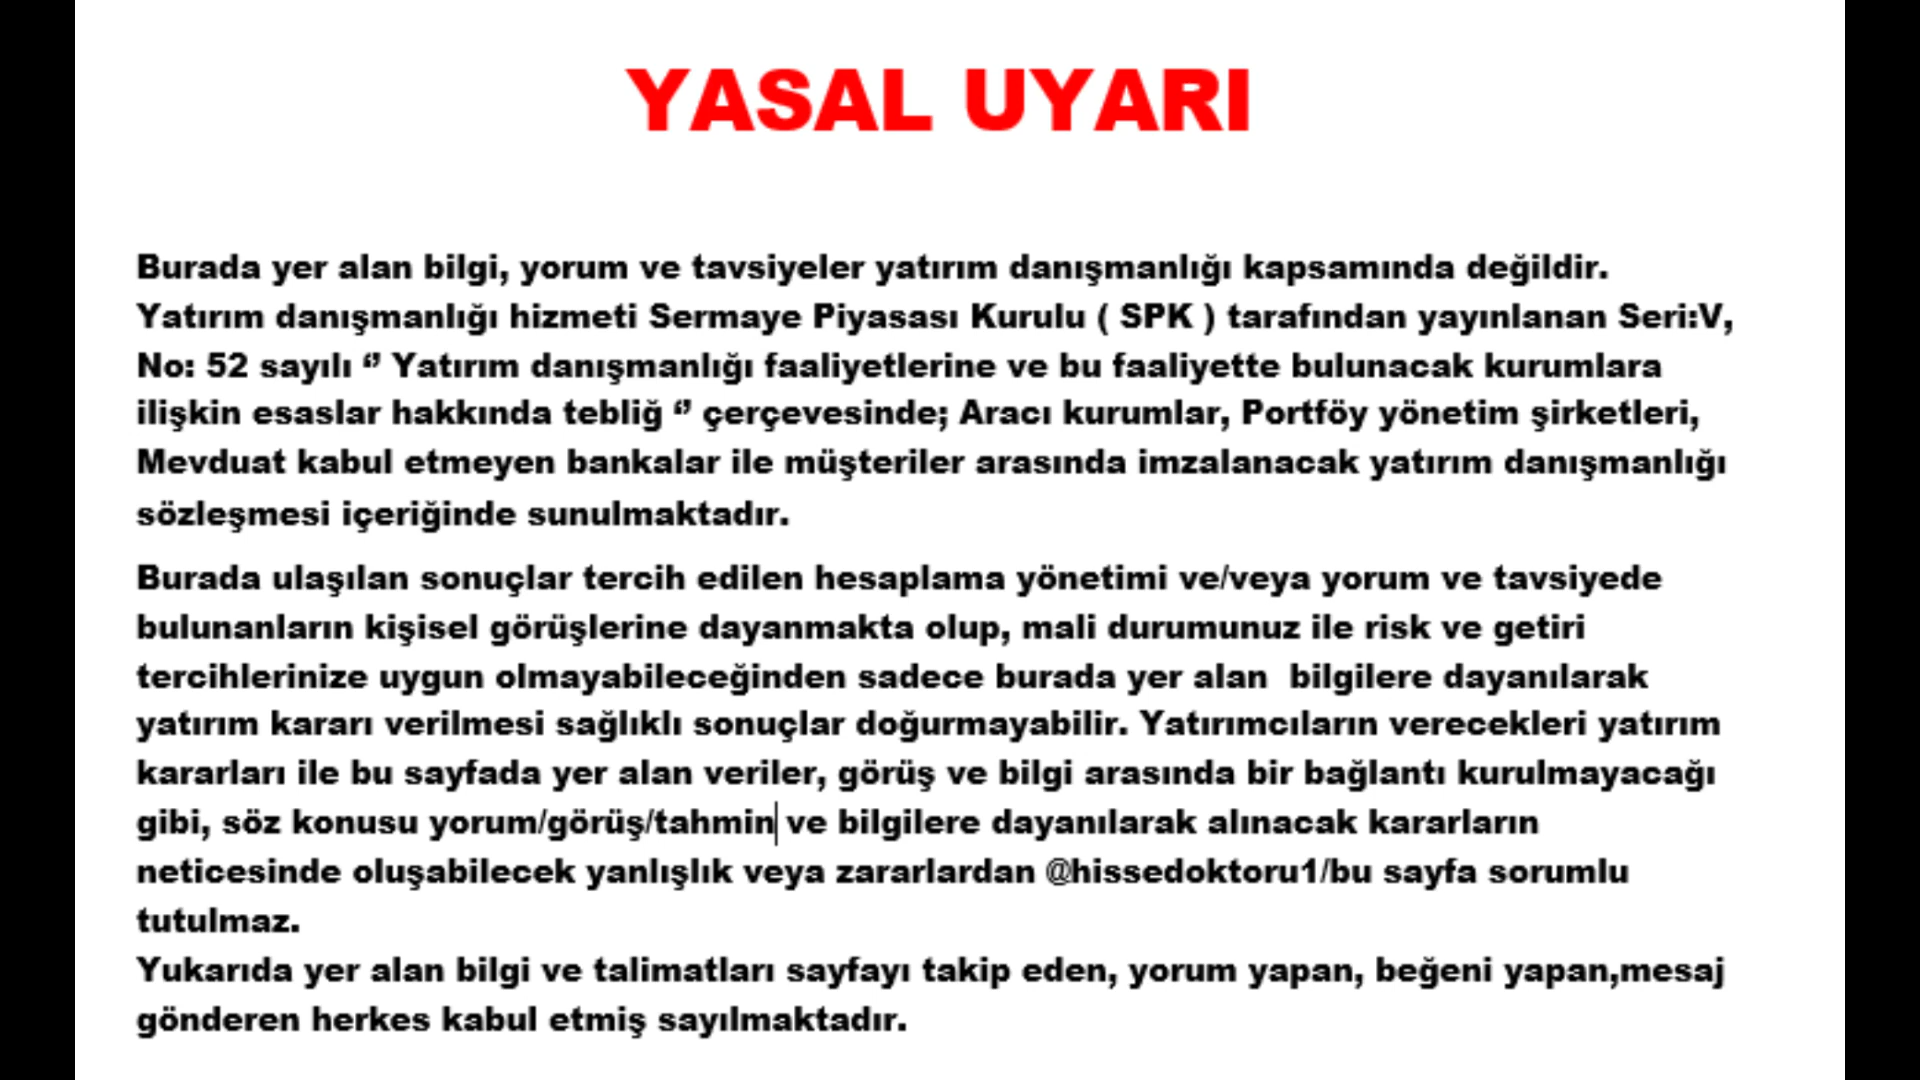 YASAL UYARI
Burada yer alan bilgi, yorum ve tavsiyeler yatırım danışmanlığı kapsamında değildir.
Yatırım danışmanlığı hizmeti Sermaye Piyasası Kurulu ( SPK ) tarafından yayınlanan Seri:V,
No: 52 sayılı “ Yatırım danışmanlığı faaliyetlerine ve bu faaliyette bulunacak kurumlara
ilişkin esaslar hakkında tebliğ “ çerçevesinde; Aracı kurumlar, Portföy yönetim şirketleri,
Mevduat kabul etmeyen bankalar ile müşteriler arasında imzalanacak yatırım danışmanlığı
sözleşmesi içeriğinde sunulmaktadır.
Burada ulaşılan sonuçlar tercih edilen hesaplama yönetimi ve/veya yorum ve tavsiyede
bulunanların kişisel görüşlerine dayanmakta olup, mali durumunuz ile risk ve getiri
tercihlerinize uygun olmayabileceğinden sadece burada yer alan  bilgilere dayanılarak
yatırım kararı verilmesi sağlıklı sonuçlar doğurmayabilir. Yatırımcıların verecekleri yatırım
kararları ile bu sayfada yer alan veriler, görüş ve bilgi arasında bir bağlantı kurulmayacağı
gibi, söz konusu yorum/görüş/tahmin ve bilgilere dayanılarak alınacak kararların
neticesinde oluşabilecek yanlışlık veya zararlardan @hissedoktoru1/bu sayfa sorumlu
tutulmaz.
Yukarıda yer alan bilgi ve talimatları sayfayı takip eden, yorum yapan, beğeni yapan,mesaj
gönderen herkes kabul etmiş sayılmaktadır.